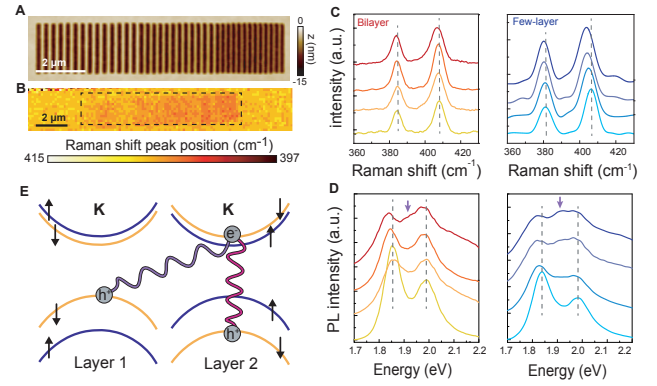 A
2 µm
0
z (nm)
-15
B
2 µm
Raman shift peak position (cm⁻¹)
415
397
C
Bilayer
Few-layer
intensity (a.u.)
360 380 400 420
360 380 400 420
Raman shift (cm⁻¹)
Raman shift (cm⁻¹)
D
PL intensity (a.u.)
1.7 1.8 1.9 2.0 2.1 2.2
1.7 1.8 1.9 2.0 2.1 2.2
Energy (eV)
Energy (eV)
E
K
K
e⁻
h⁺
h⁺
Layer 1
Layer 2